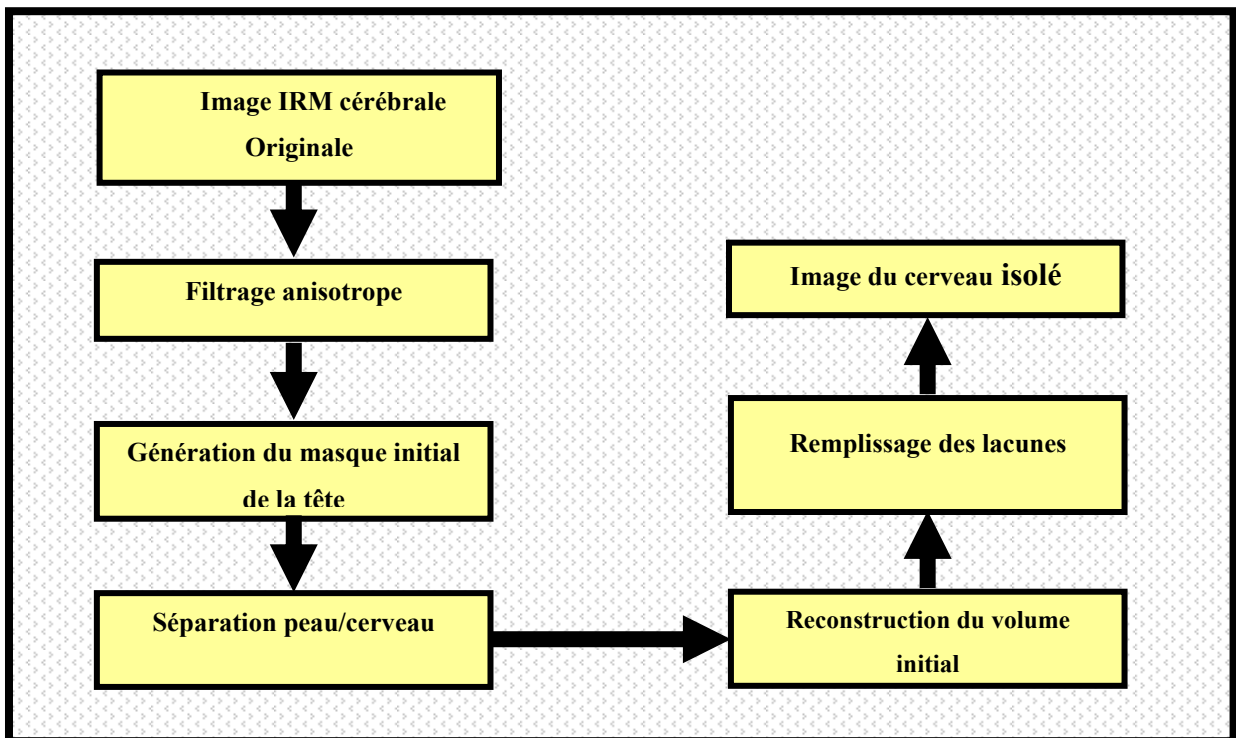 Image IRM cérébrale
Originale
Filtrage anisotrope
Génération du masque initial
de la tête
Séparation peau/cerveau
Reconstruction du volume
initial
Remplissage des lacunes
Image du cerveau isolé